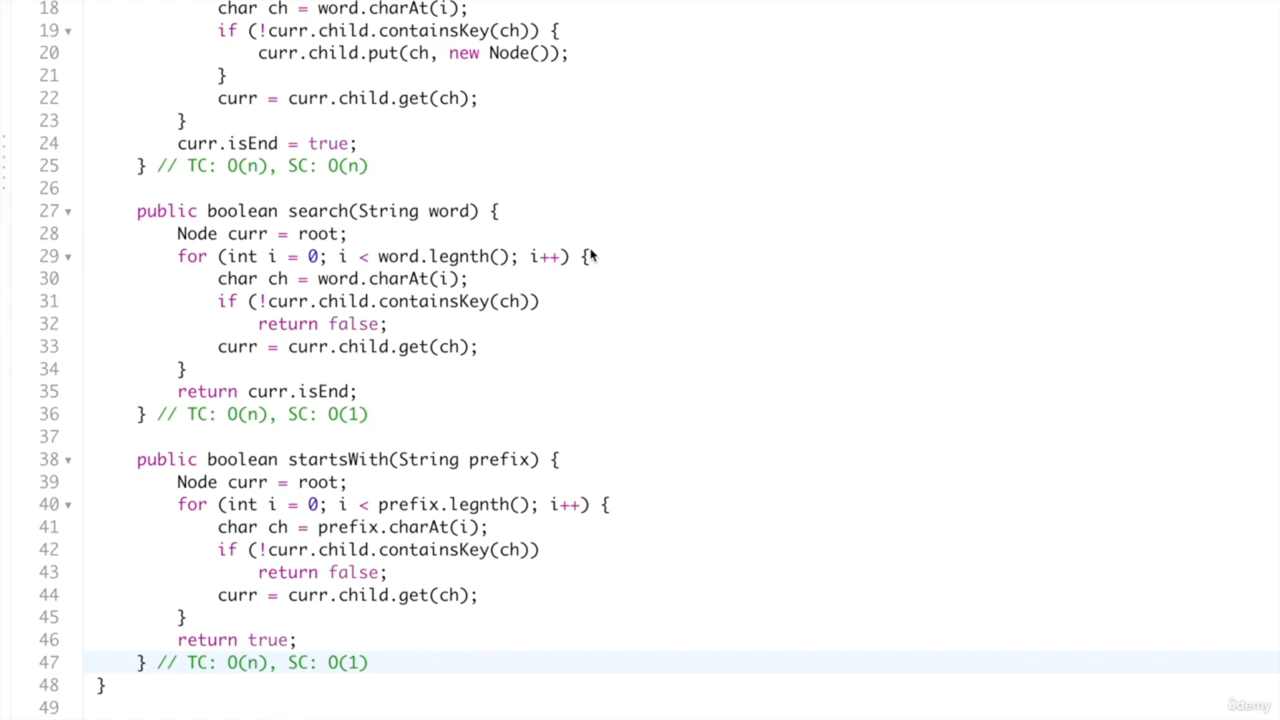 18 char ch = word.charAt(i);
19 if (!curr.child.containsKey(ch)) {
20 curr.child.put(ch, new Node());
21 }
22 curr = curr.child.get(ch);
23 }
24 curr.isEnd = true;
25 } // TC: O(n), SC: O(n)
26
27 public boolean search(String word) {
28 Node curr = root;
29 for (int i = 0; i < word.legnth(); i++) {
30 char ch = word.charAt(i);
31 if (!curr.child.containsKey(ch))
32 return false;
33 curr = curr.child.get(ch);
34 }
35 return curr.isEnd;
36 } // TC: O(n), SC: O(1)
37
38 public boolean startsWith(String prefix) {
39 Node curr = root;
40 for (int i = 0; i < prefix.legnth(); i++) {
41 char ch = prefix.charAt(i);
42 if (!curr.child.containsKey(ch))
43 return false;
44 curr = curr.child.get(ch);
45 }
46 return true;
47 } // TC: O(n), SC: O(1)
48 }
49
ûdemy